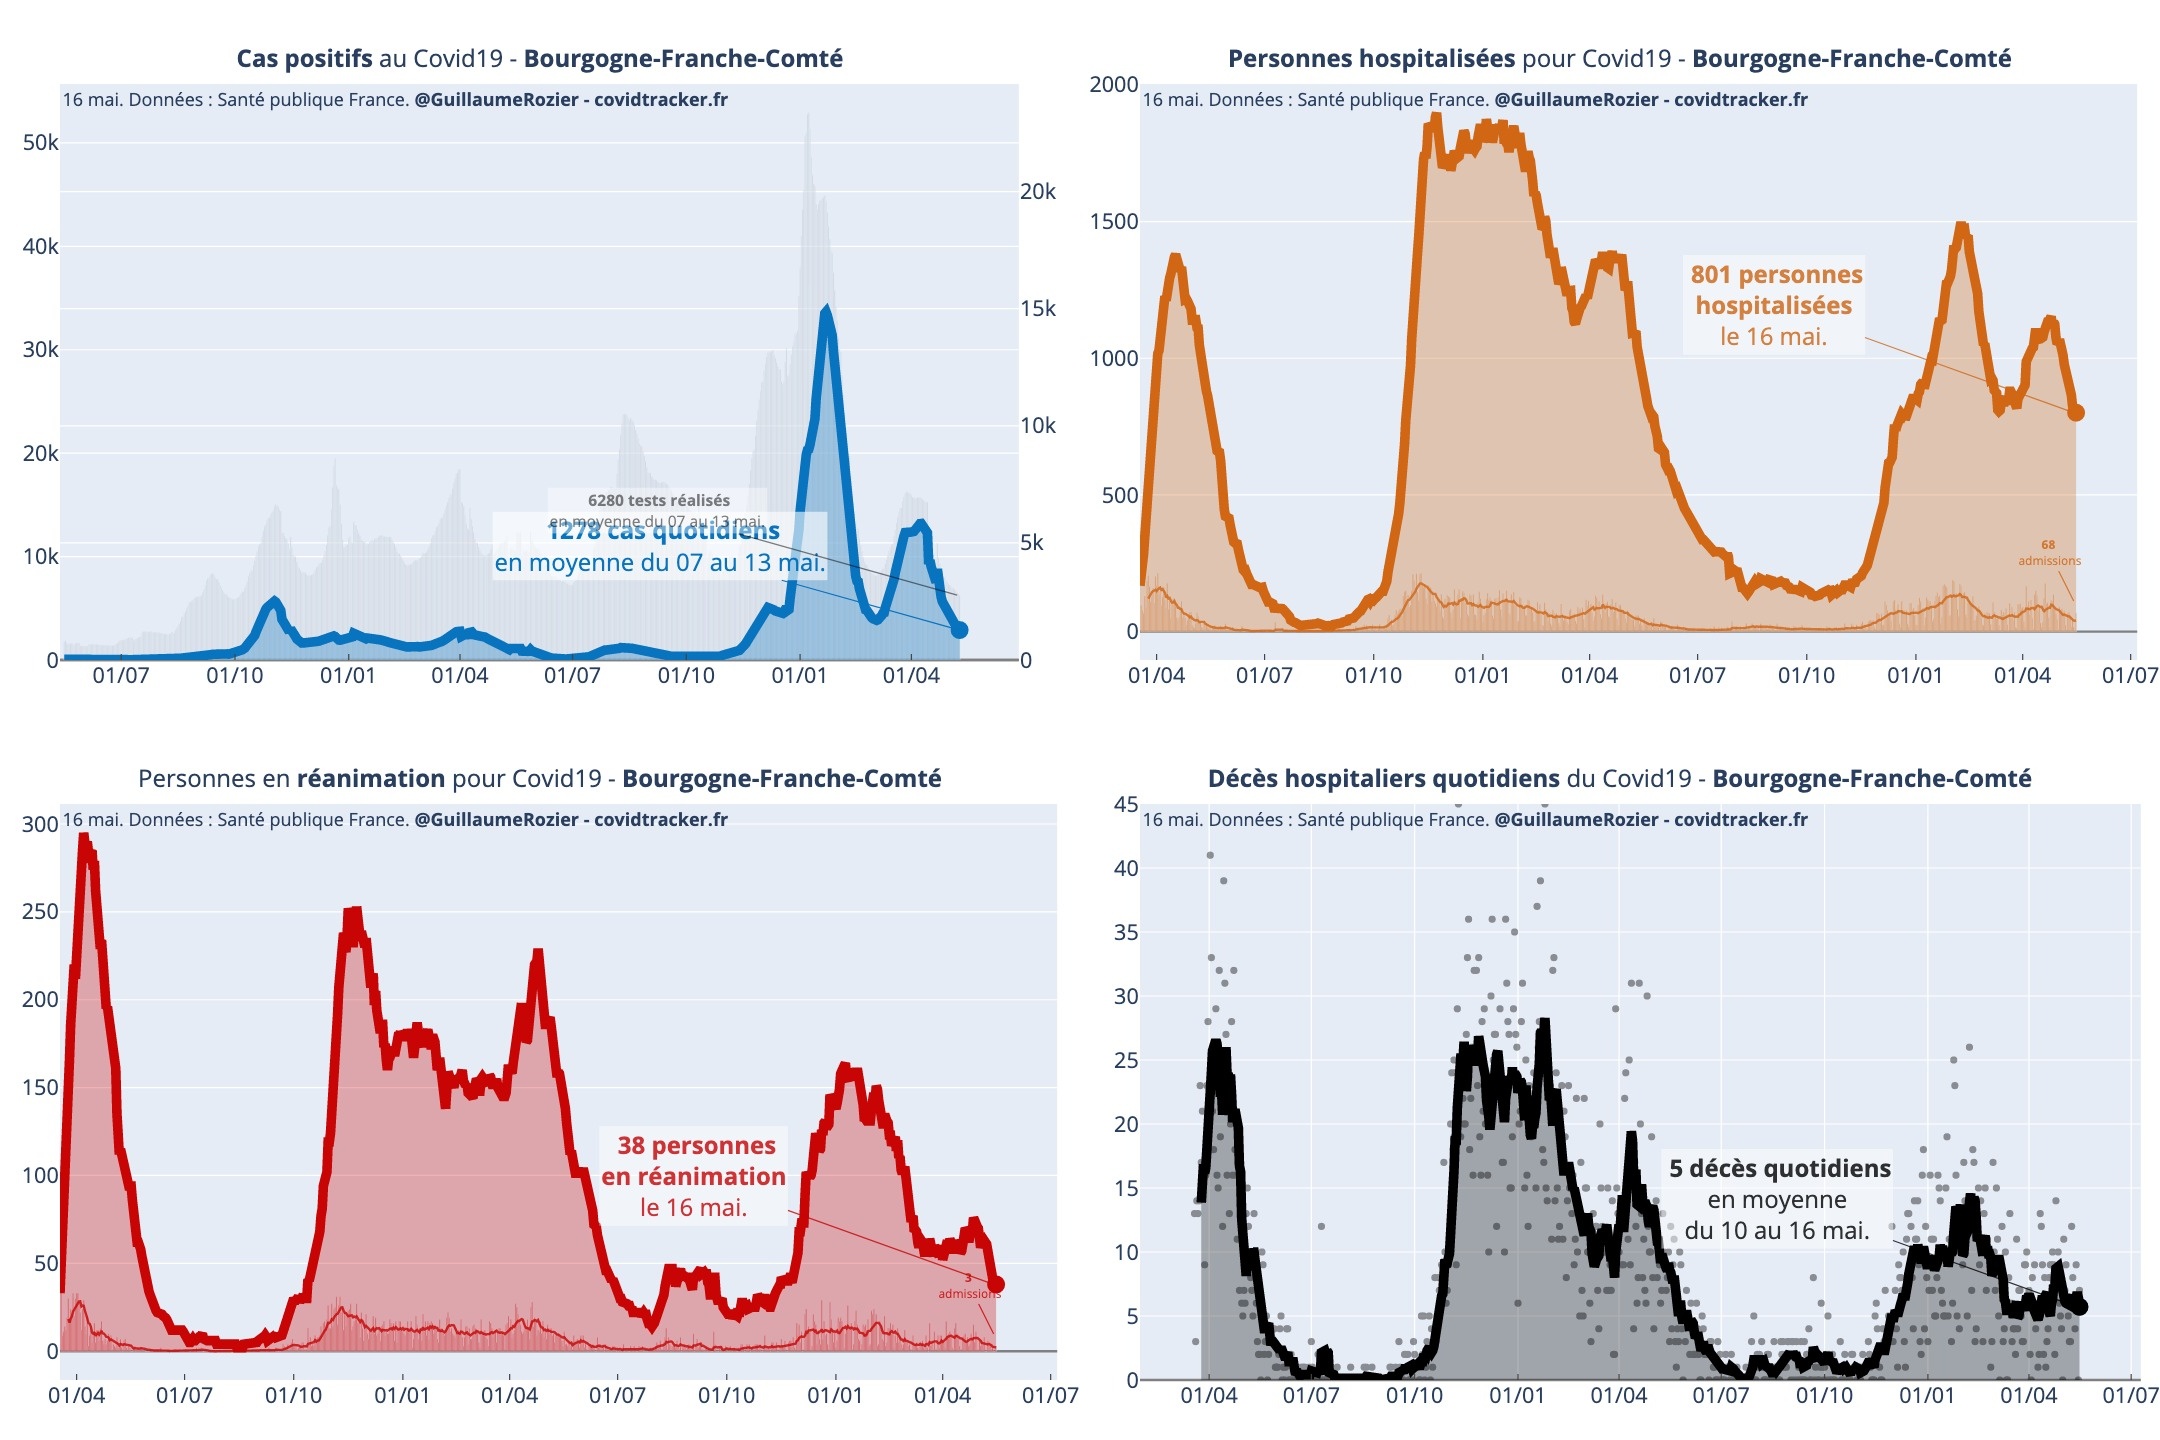 Cas positifs au Covid19 - Bourgogne-Franche-Comté
16 mai. Données : Santé publique France. @GuillaumeRozier - covidtracker.fr
50k
40k
30k
20k
10k
0
20k
15k
10k
5k
0
6280 tests réalisés
en moyenne du 07 au 13 mai.
1278 cas quotidiens
en moyenne du 07 au 13 mai.
01/07 01/10 01/01 01/04 01/07 01/10 01/01 01/04
Personnes hospitalisées pour Covid19 - Bourgogne-Franche-Comté
16 mai. Données : Santé publique France. @GuillaumeRozier - covidtracker.fr
2000
1500
1000
500
0
801 personnes
hospitalisées
le 16 mai.
68
admissions
01/04 01/07 01/10 01/01 01/04 01/07 01/10 01/01 01/04 01/07
Personnes en réanimation pour Covid19 - Bourgogne-Franche-Comté
16 mai. Données : Santé publique France. @GuillaumeRozier - covidtracker.fr
300
250
200
150
100
50
0
38 personnes
en réanimation
le 16 mai.
3
admissions
01/04 01/07 01/10 01/01 01/04 01/07 01/10 01/01 01/04 01/07
Décès hospitaliers quotidiens du Covid19 - Bourgogne-Franche-Comté
16 mai. Données : Santé publique France. @GuillaumeRozier - covidtracker.fr
45
40
35
30
25
20
15
10
5
0
5 décès quotidiens
en moyenne
du 10 au 16 mai.
01/04 01/07 01/10 01/01 01/04 01/07 01/10 01/01 01/04 01/07